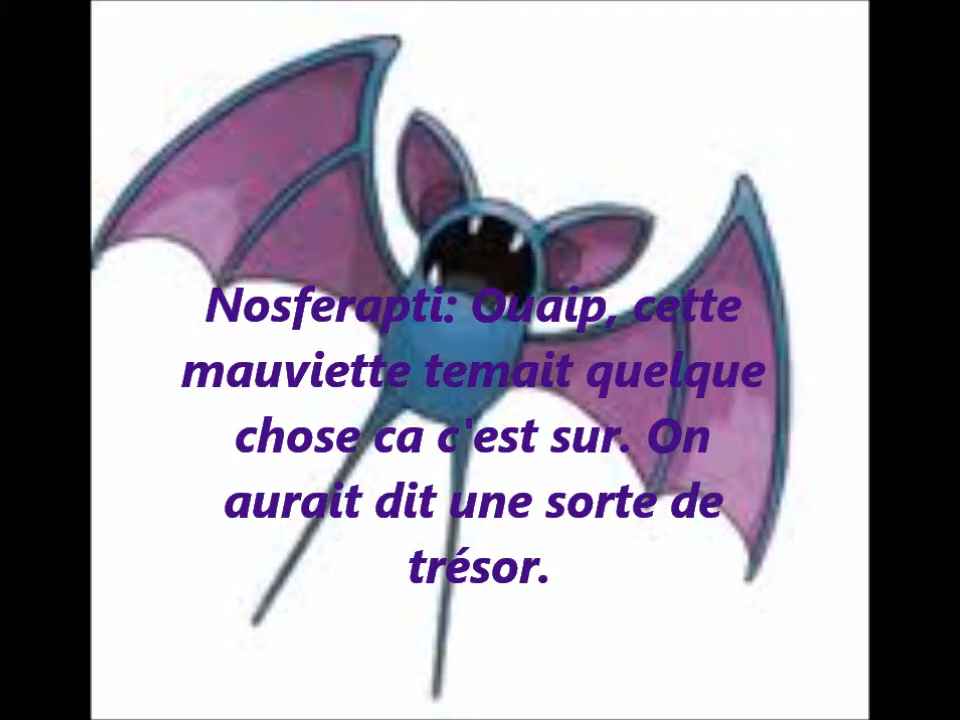 Nosferapti: Ouaip, cette
mauviette temait quelque
chose ca c'est sur. On
aurait dit une sorte de
trésor.